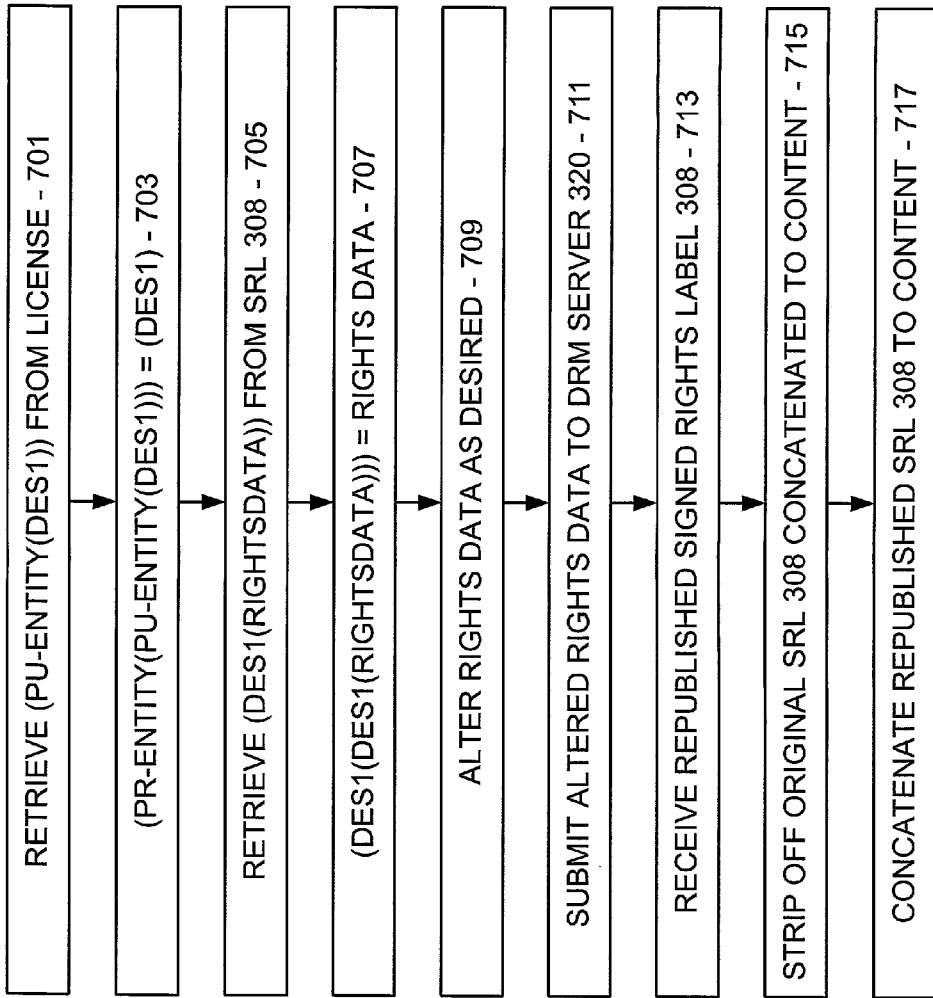 RETRIEVE (PU-ENTITY(DES1)) FROM LICENSE - 701
(PR-ENTITY(PU-ENTITY(DES1))) = (DES1) - 703
RETRIEVE (DES1(RIGHTSDATA)) FROM SRL 308 - 705
(DES1(DES1(RIGHTSDATA))) = RIGHTS DATA - 707
ALTER RIGHTS DATA AS DESIRED - 709
SUBMIT ALTERED RIGHTS DATA TO DRM SERVER 320 - 711
RECEIVE REPUBLISHED SIGNED RIGHTS LABEL 308 - 713
STRIP OFF ORIGINAL SRL 308 CONCATENATED TO CONTENT - 715
CONCATENATE REPUBLISHED SRL 308 TO CONTENT - 717